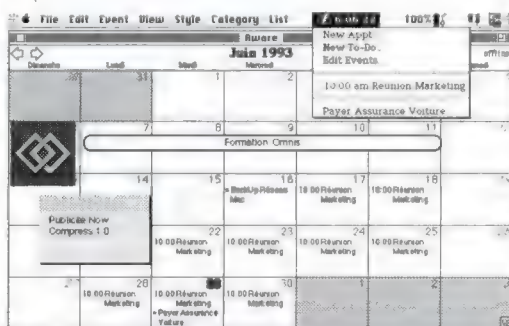 File Edit Event View Style Category List 100%
Aware
Juin 1993
Dimanche Lundi Mardi Mercredi
New Appt
New To-Do
Edit Events
10:00 am Reunion Marketing
Payer Assurance Voiture
31 1 2
7 8 9 10 11
Formation Omnis
14 15 16 17 18
• BackUp Réseau Mac
10:00 Réunion Marketing
10:00 Réunion Marketing
Publicité Now
Compress 1.0
22 23 24 25
10:00 Réunion Marketing
10:00 Réunion Marketing
10:00 Réunion Marketing
10:00 Réunion Marketing
28 30 1 2
10:00 Réunion Marketing
10:00 Réunion Marketing
• Payer Assurance Voiture
10:00 Réunion Marketing